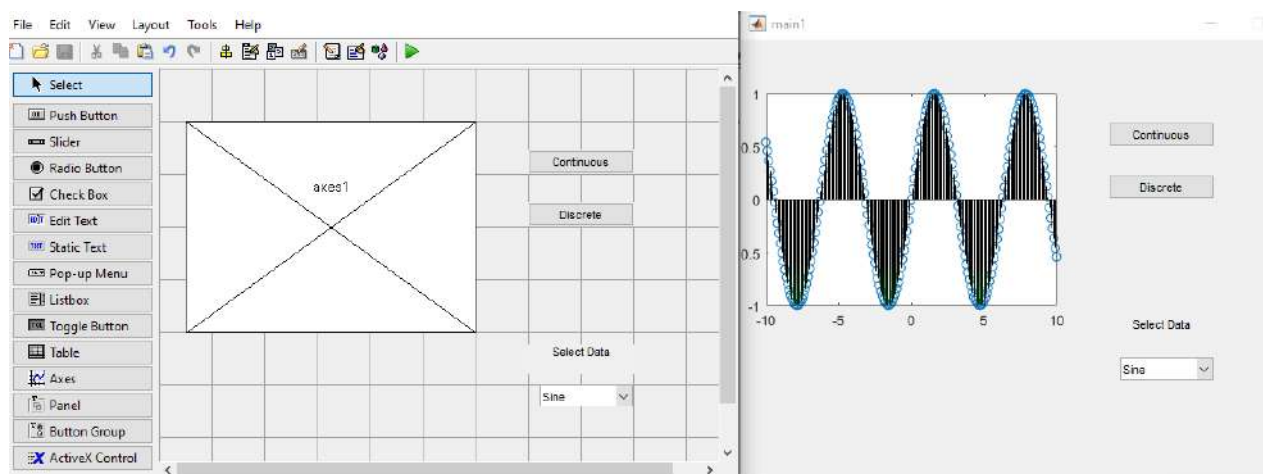 File Edit View Layout Tools Help
Select
Push Button
Slider
Radio Button
Check Box
Edit Text
Static Text
Pop-up Menu
Listbox
Toggle Button
Table
Axes
Panel
Button Group
ActiveX Control
axes1
Continuous
Discrete
Select Data
Sine
main1
1
0.5
0
0.5
-1
-10 -5 0 5 10
Continuous
Discrete
Select Data
Sine